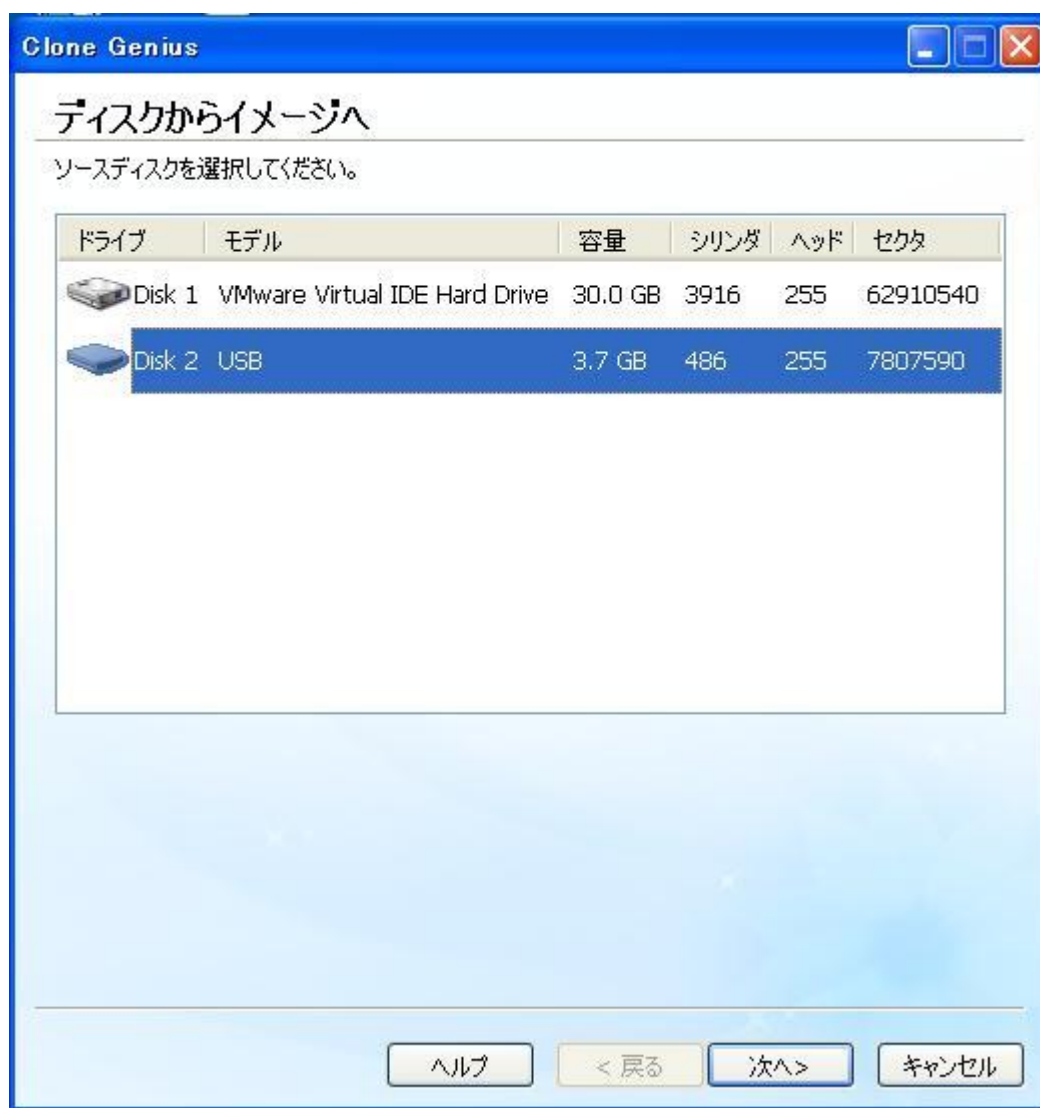 Clone Genius
ディスクからイメージへ
ソースディスクを選択してください。
ドライブ モデル 容量 シリンダ ヘッド セクタ
Disk 1 VMware Virtual IDE Hard Drive 30.0 GB 3916 255 62910540
Disk 2 USB 3.7 GB 486 255 7807590
ヘルプ < 戻る 次へ> キャンセル